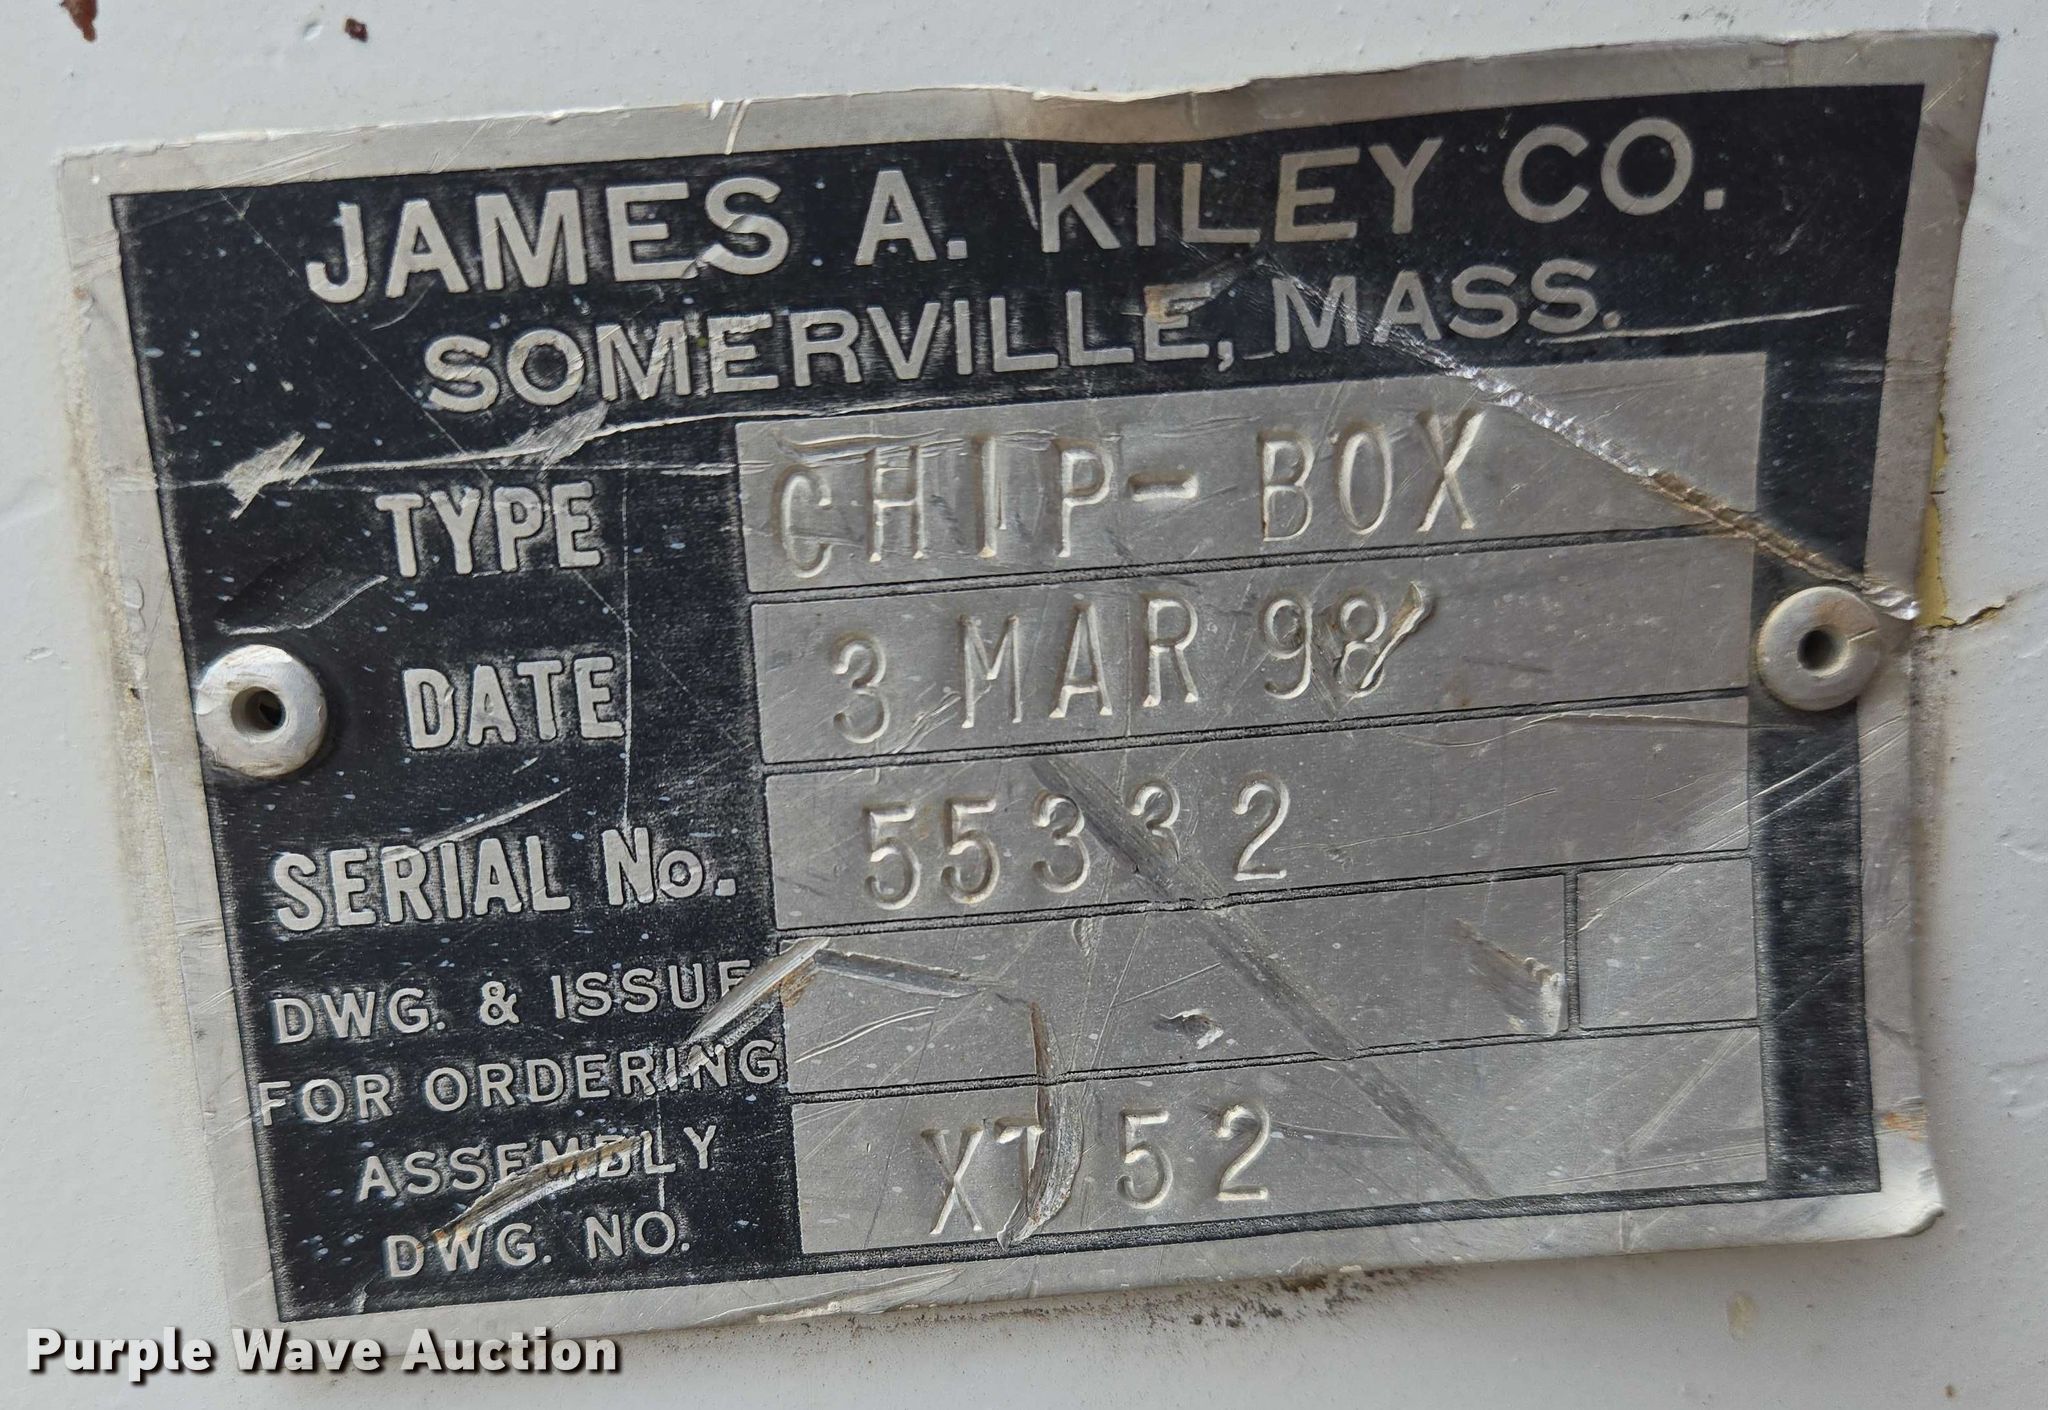 JAMES A. KILEY CO.
SOMERVILLE, MASS.
TYPE CHIP-BOX
DATE 3 MAR 98
SERIAL No. 55332
DWG. & ISSUE
FOR ORDERING
ASSEMBLY
DWG. NO. XT52
Purple Wave Auction